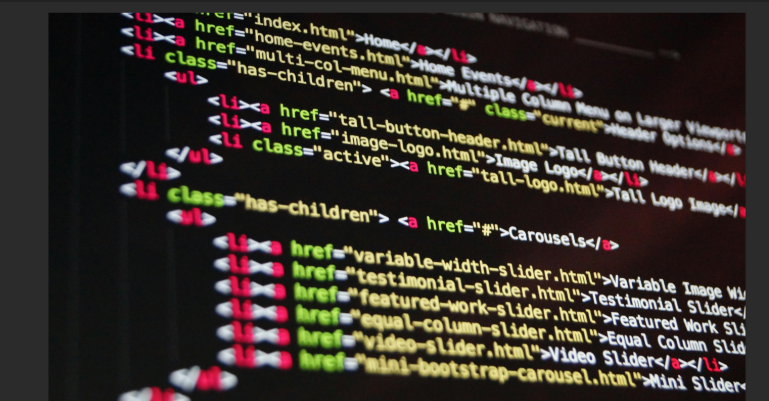 <li><a href="index.html">Home</a></li>
<li><a href="home-events.html">Home Events</a></li>
<li><a href="multi-col-menu.html">Multiple Column Menu on Larger Viewports
<li class="has-children"> <a href="#" class="current">Header Options</a>
<ul>
<li><a href="tall-button-header.html">Tall Button Header</a></li>
<li><a href="image-logo.html">Image Logo</a></li>
<li class="active"><a href="tall-logo.html">Tall Logo Image</a>
</ul>
</li>
<li class="has-children"> <a href="#">Carousels</a>
<ul>
<li><a href="variable-width-slider.html">Variable Image Wi
<li><a href="testimonial-slider.html">Testimonial Slider</
<li><a href="featured-work-slider.html">Featured Work Sli
<li><a href="equal-column-slider.html">Equal Column Slid
<li><a href="video-slider.html">Video Slider</a></li>
<li><a href="mini-bootstrap-carousel.html">Mini Slider<
</ul>
</li>